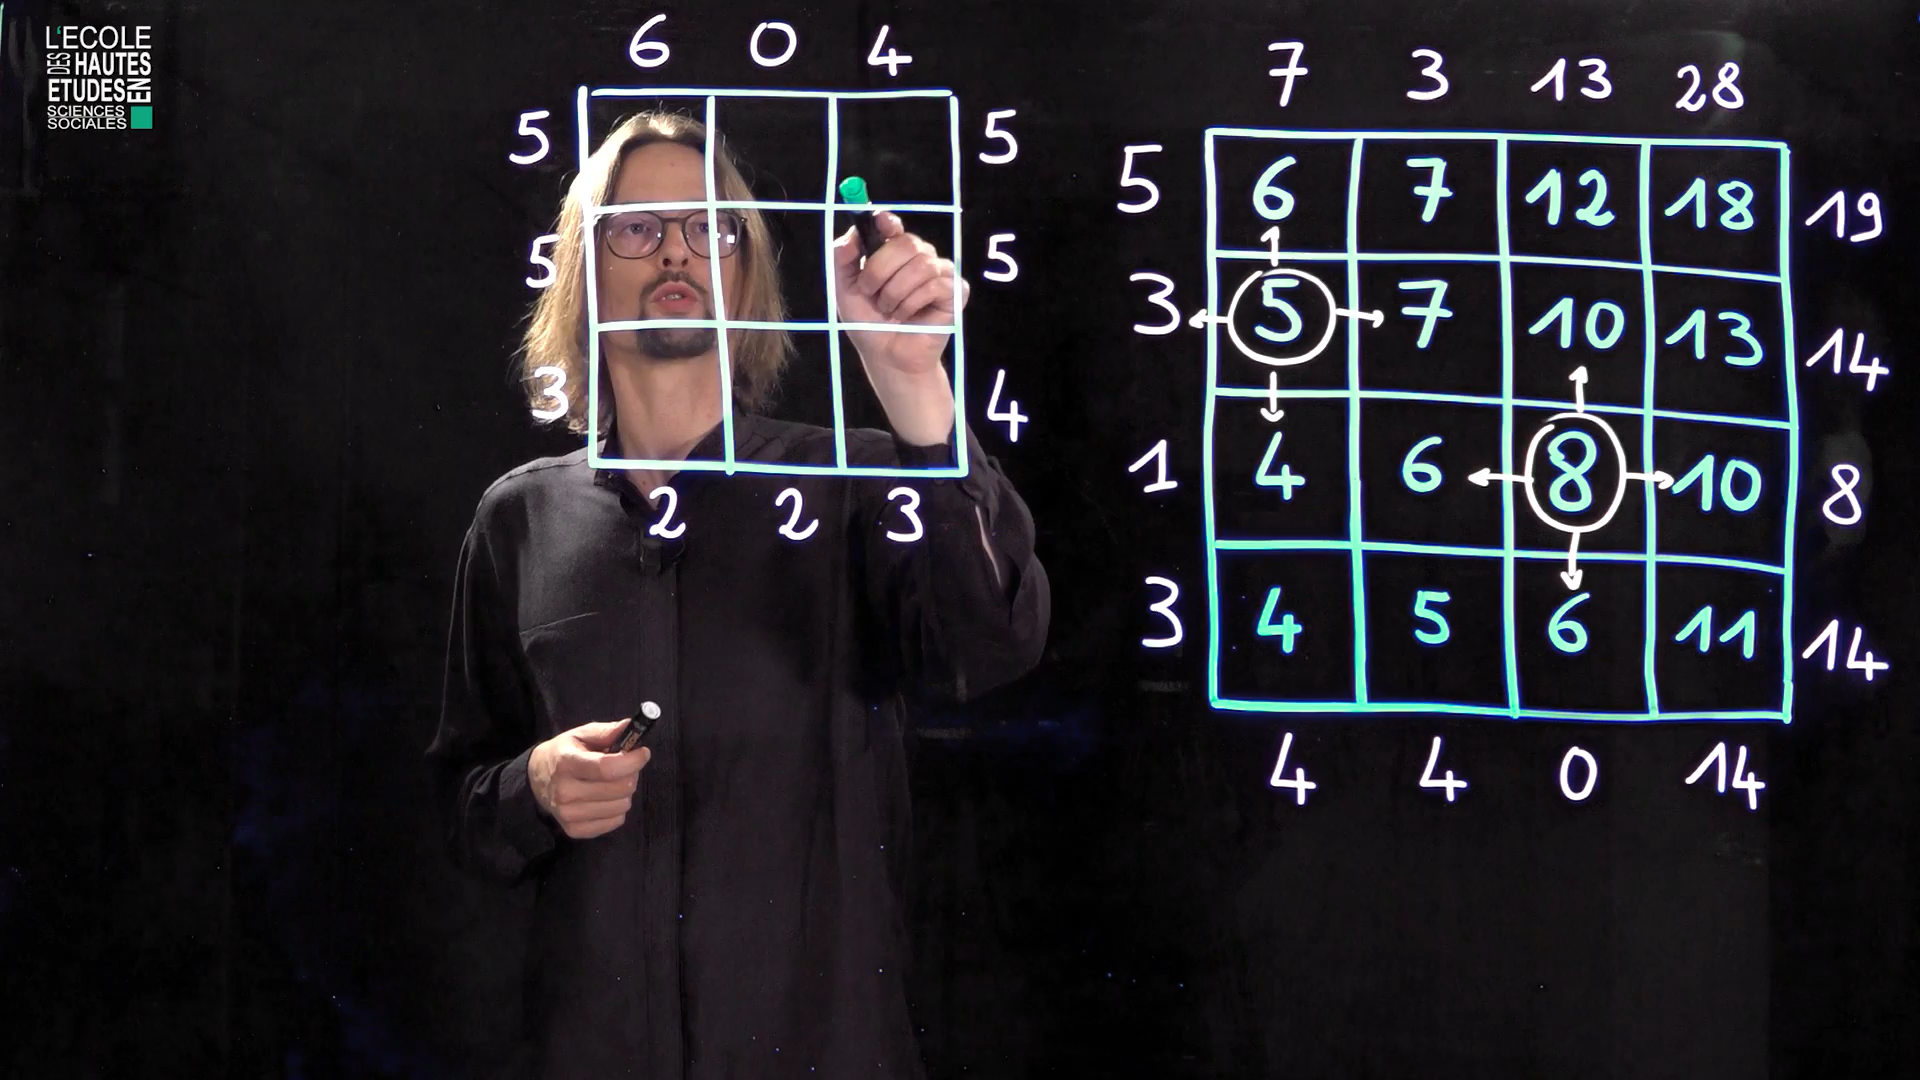 L'ECOLE
DES HAUTES
ETUDES EN
SCIENCES
SOCIALES
6 0 4
5 5
5 5
3 4
2 2 3
7 3 13 28
5 6 7 12 18 19
3 5 7 10 13 14
1 4 6 8 10 8
3 4 5 6 11 14
4 4 0 14